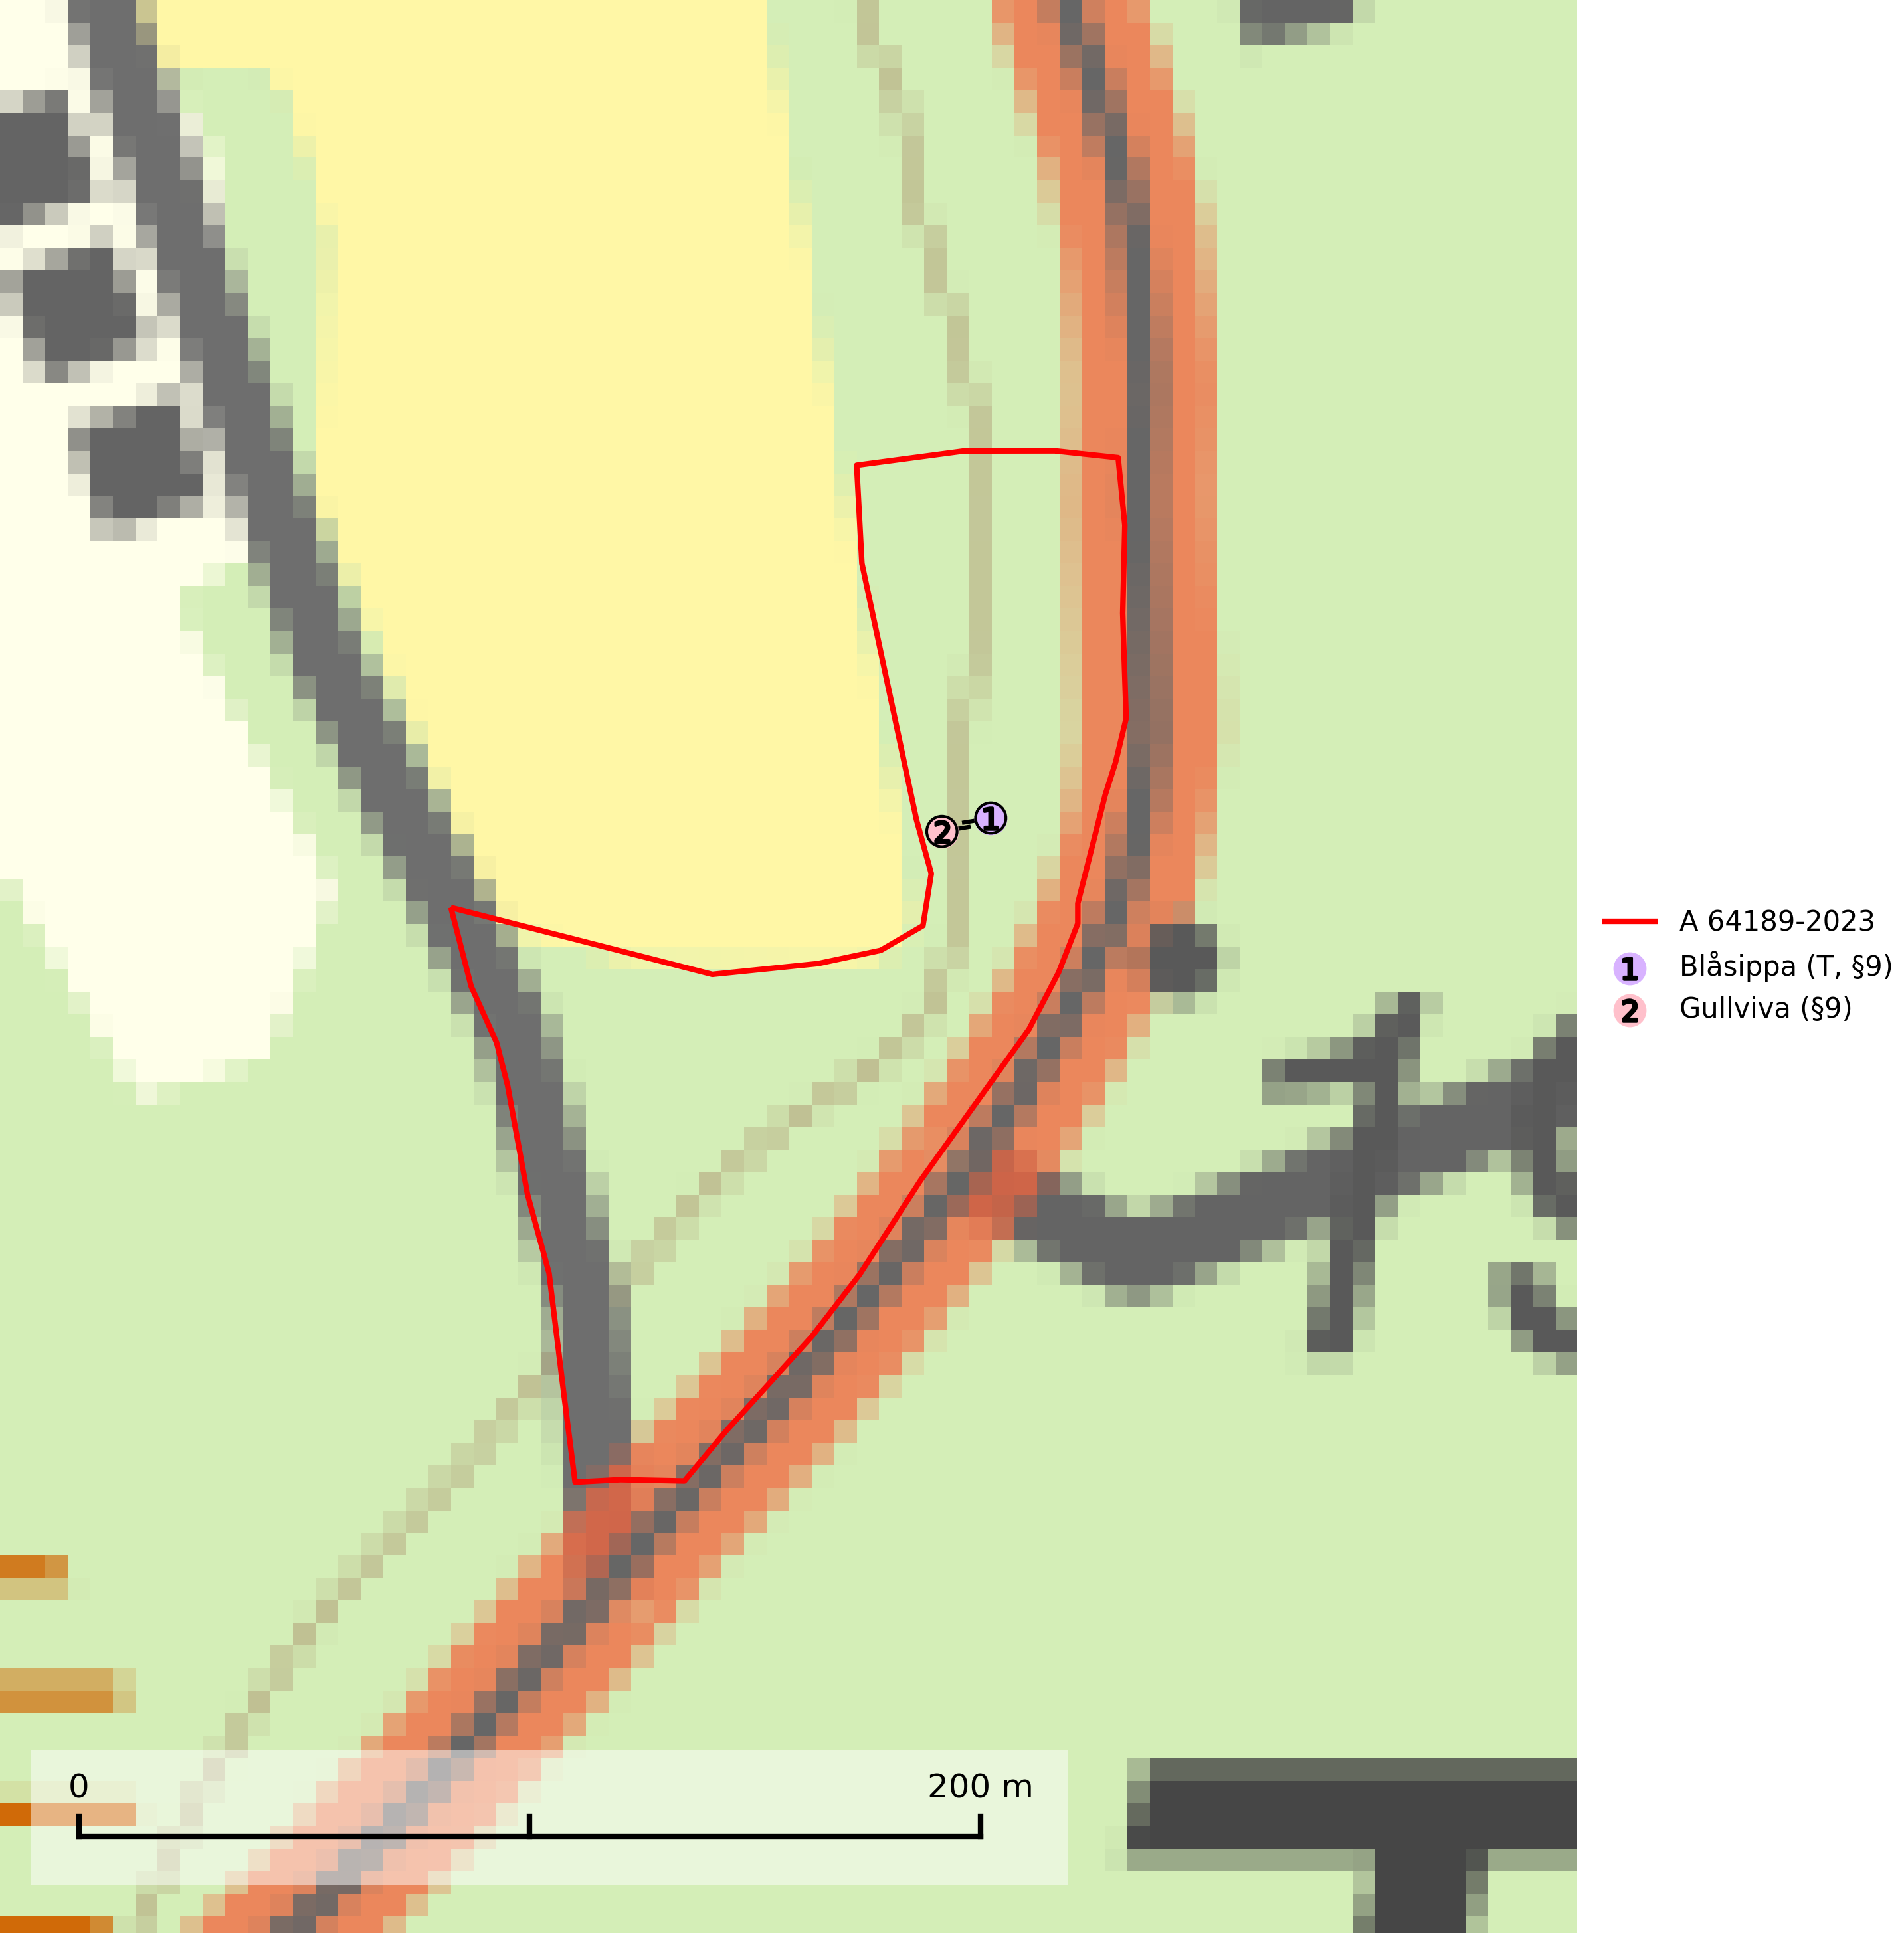 2 1
A 64189-2023
1 Blåsippa (T, §9)
2 Gullviva (§9)
0 200 m